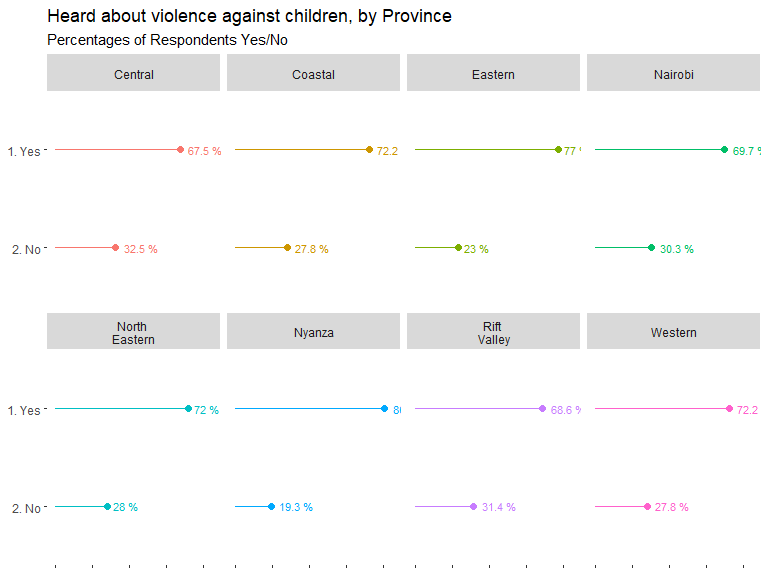 Heard about violence against children, by Province
Percentages of Respondents Yes/No
Central Coastal Eastern Nairobi
1. Yes 67.5 % 72.2 77 69.7 %
2. No 32.5 % 27.8 % 23 % 30.3 %
North
Eastern
Nyanza
Rift
Valley
Western
1. Yes 72 % 68.6 % 72.2
2. No 28 % 19.3 % 31.4 % 27.8 %